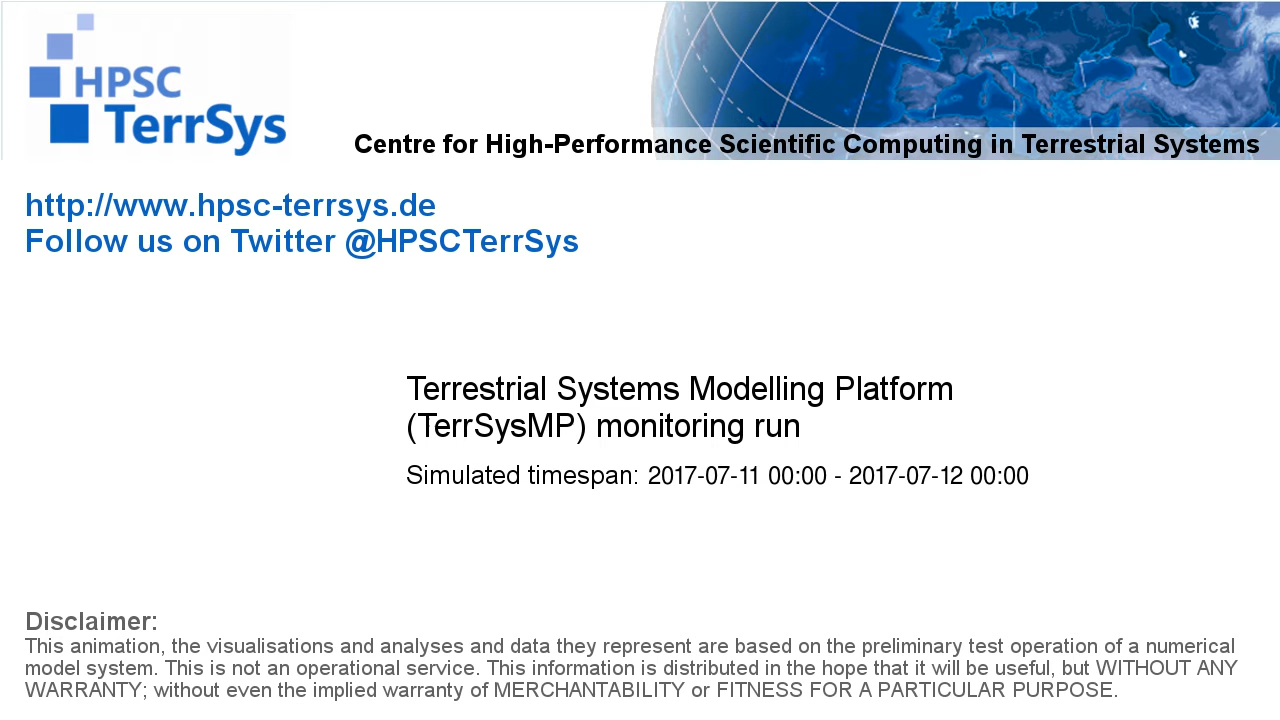 HPSC
TerrSys
Centre for High-Performance Scientific Computing in Terrestrial Systems
http://www.hpsc-terrsys.de
Follow us on Twitter @HPSCTerrSys
Terrestrial Systems Modelling Platform
(TerrSysMP) monitoring run
Simulated timespan: 2017-07-11 00:00 - 2017-07-12 00:00
Disclaimer:
This animation, the visualisations and analyses and data they represent are based on the preliminary test operation of a numerical
model system. This is not an operational service. This information is distributed in the hope that it will be useful, but WITHOUT ANY
WARRANTY; without even the implied warranty of MERCHANTABILITY or FITNESS FOR A PARTICULAR PURPOSE.